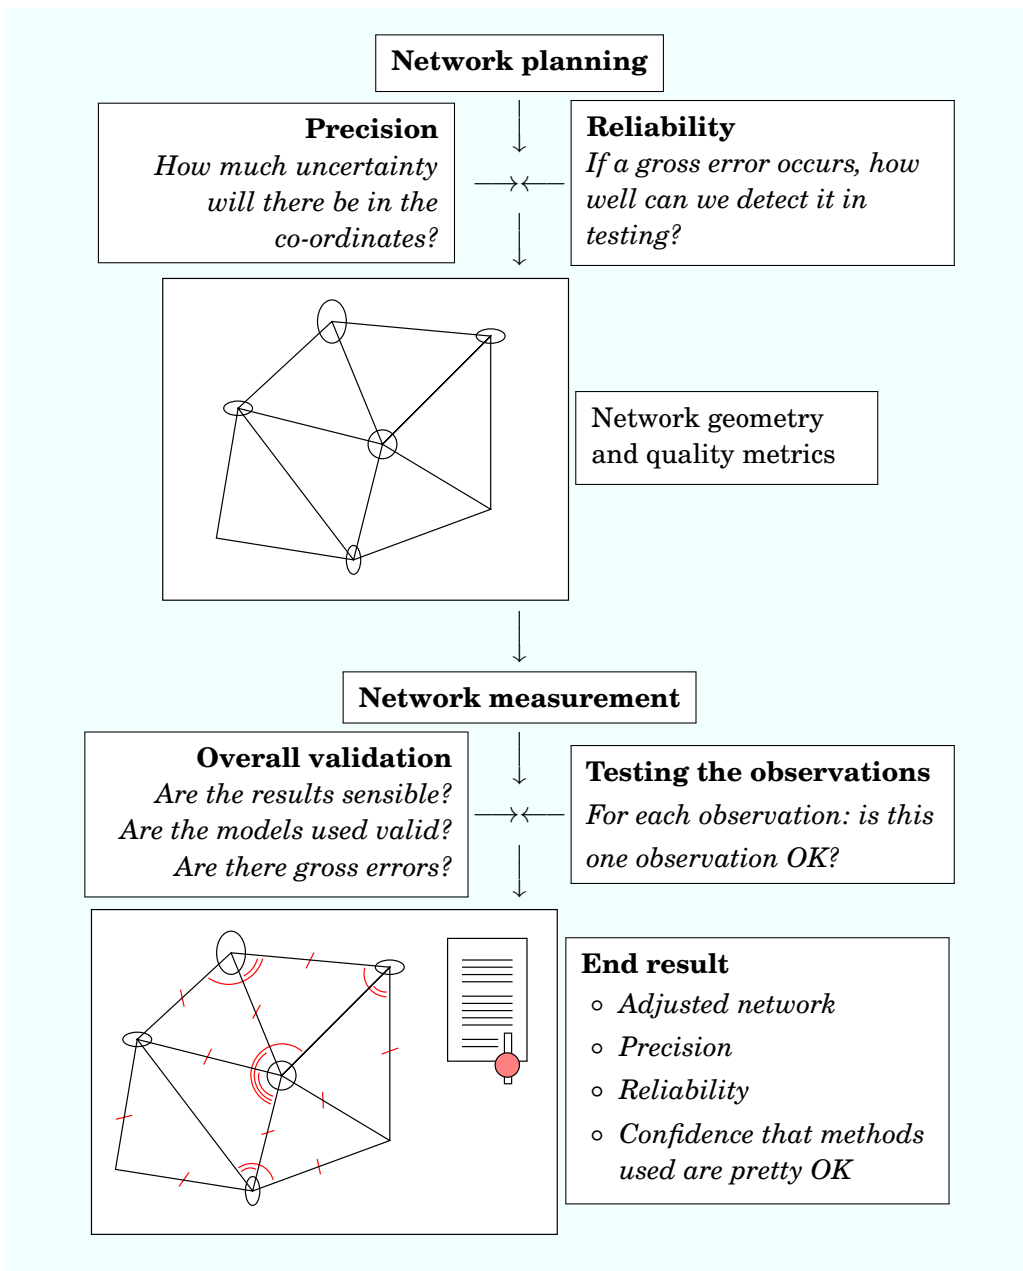 Network planning
Precision
How much uncertainty
will there be in the
co-ordinates?
Reliability
If a gross error occurs, how
well can we detect it in
testing?
Network geometry
and quality metrics
Network measurement
Overall validation
Are the results sensible?
Are the models used valid?
Are there gross errors?
Testing the observations
For each observation: is this
one observation OK?
End result
◦ Adjusted network
◦ Precision
◦ Reliability
◦ Confidence that methods
used are pretty OK